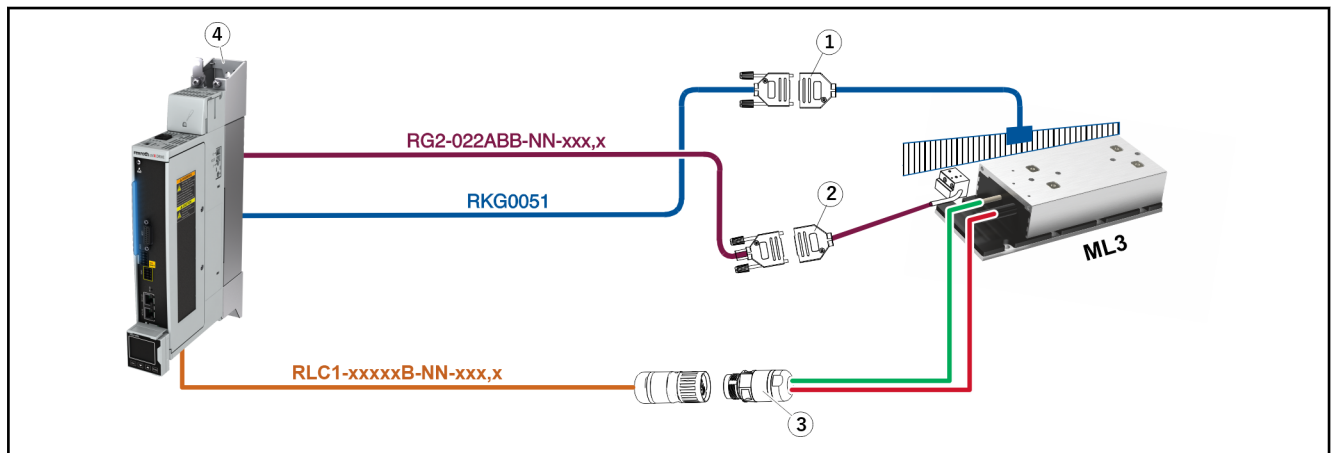 4
1
RG2-022ABB-NN-xxx,x
RKG0051
2
ML3
RLC1-xxxxxB-NN-xxx,x
3